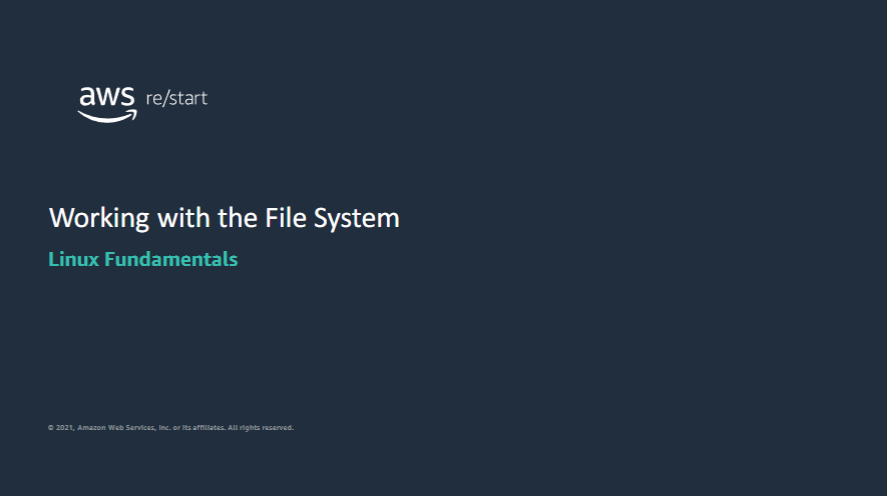 aws re/start
Working with the File System
Linux Fundamentals
© 2021, Amazon Web Services, Inc. or its affiliates. All rights reserved.